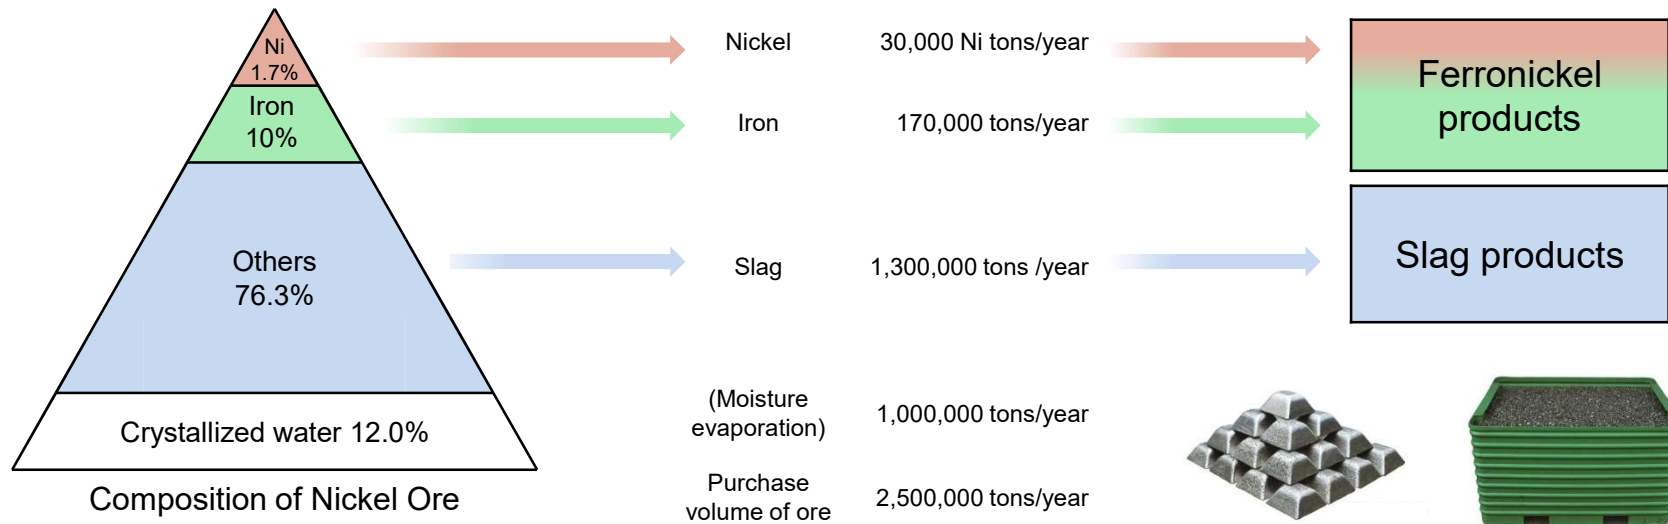 Ni
1.7%
Iron
10%
Others
76.3%
Crystallized water 12.0%
Composition of Nickel Ore
Nickel 30,000 Ni tons/year
Iron 170,000 tons/year
Slag 1,300,000 tons /year
(Moisture
evaporation) 1,000,000 tons/year
Purchase
volume of ore 2,500,000 tons/year
Ferronickel
products
Slag products